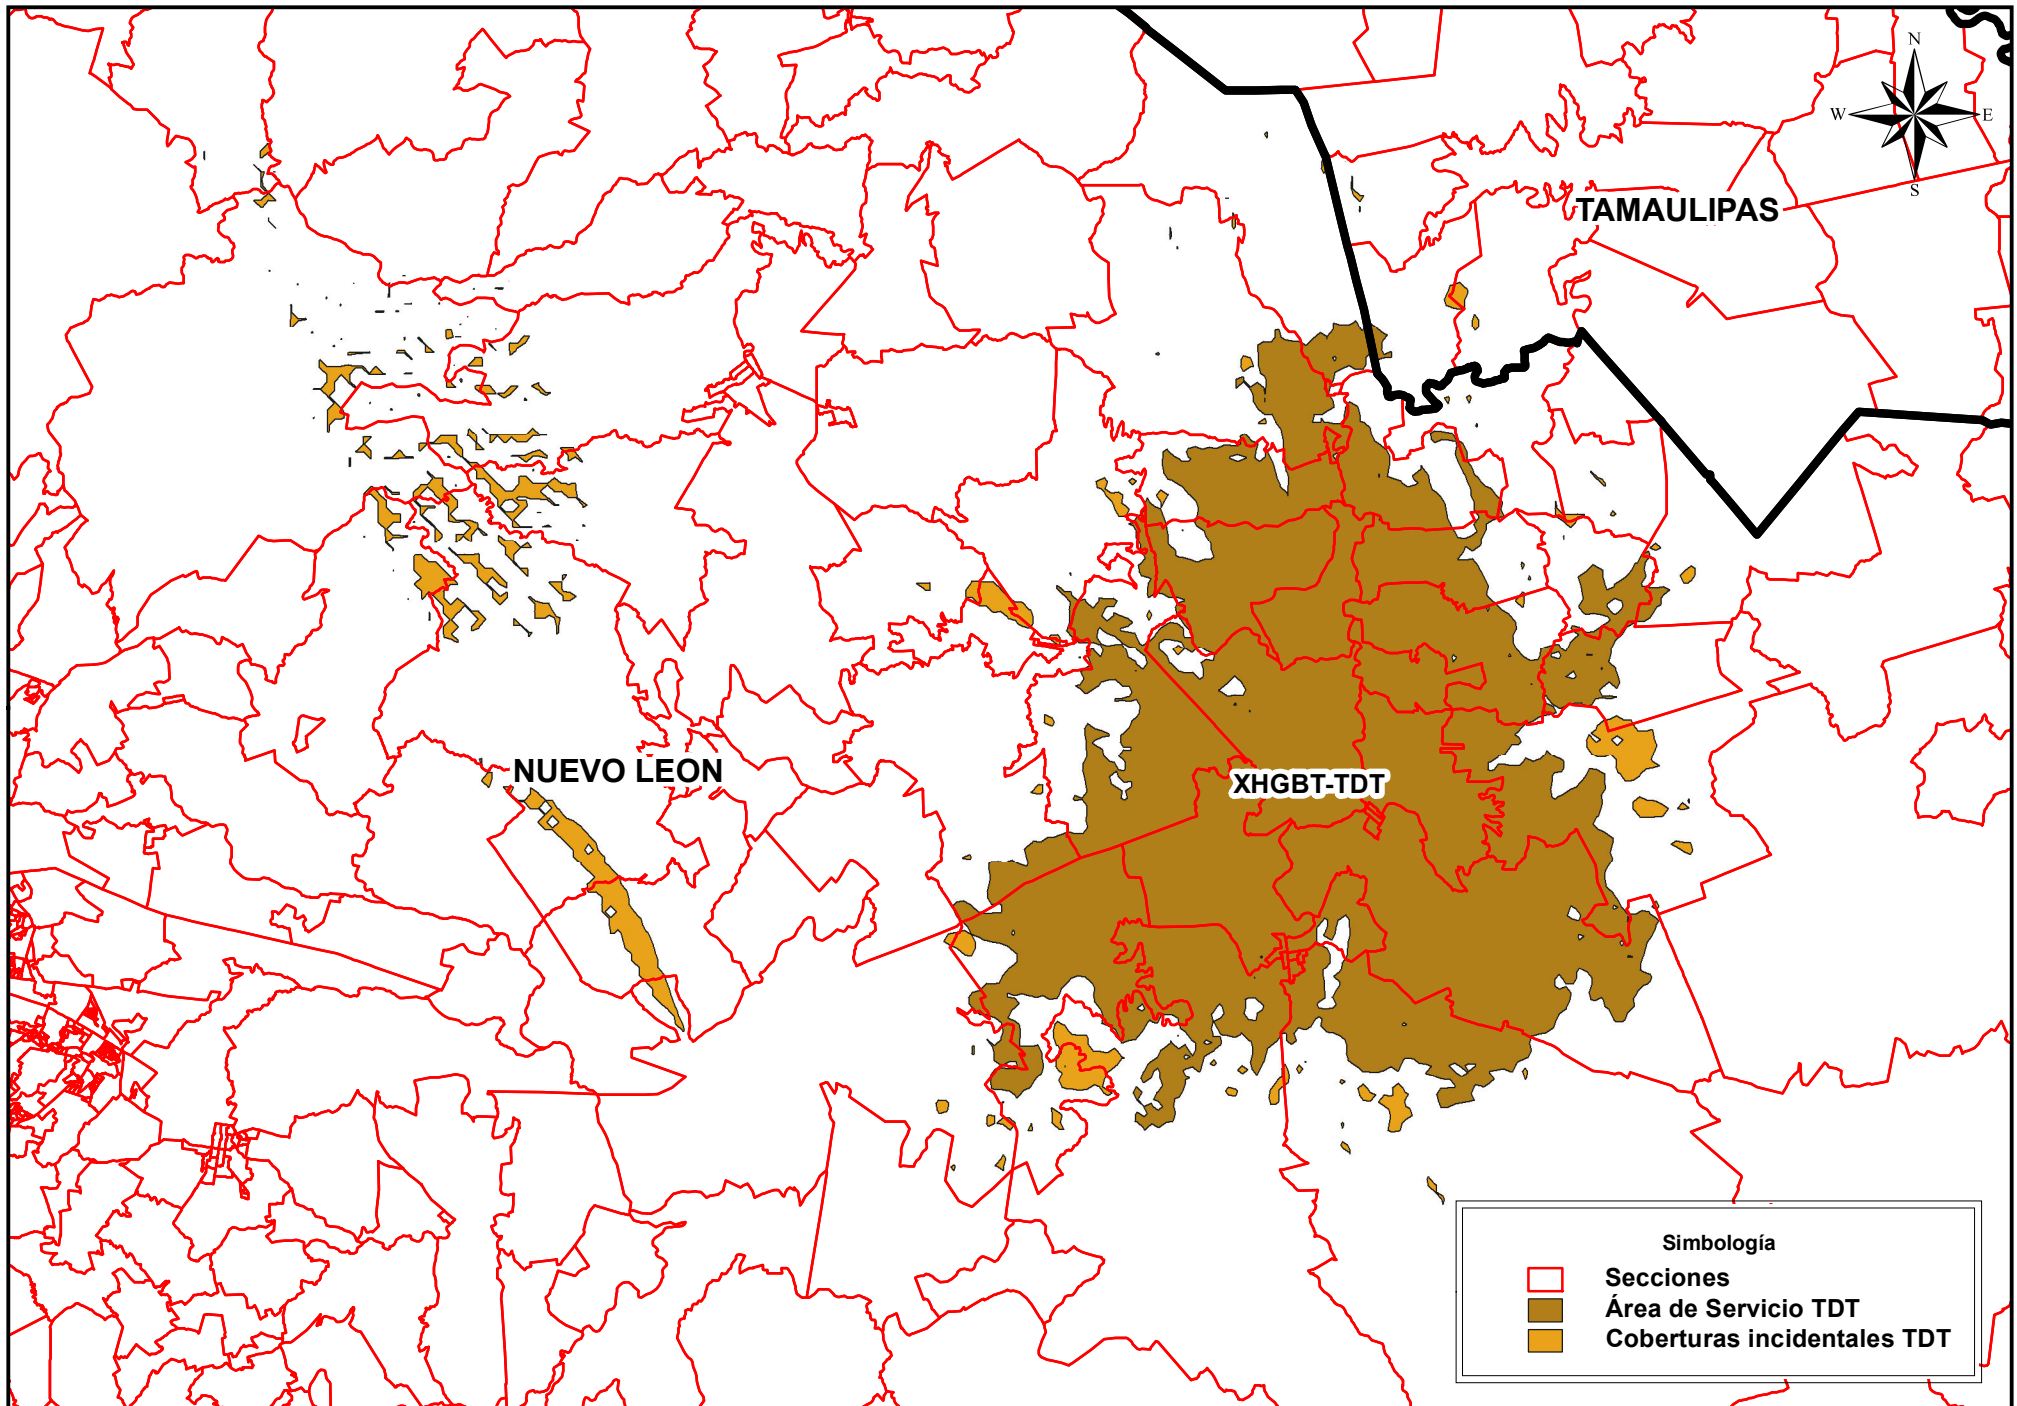 N
W E
S
TAMAULIPAS
NUEVO LEON
XHGBT-TDT
Simbología
Secciones
Área de Servicio TDT
Coberturas incidentales TDT